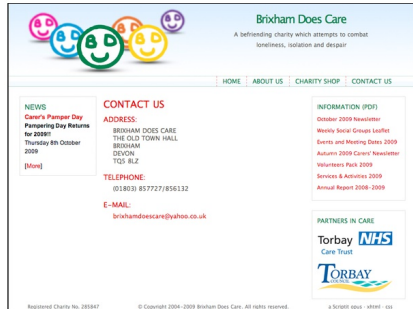 Brixham Does Care
A befriending charity which attempts to combat
loneliness, isolation and despair
HOME ABOUT US CHARITY SHOP CONTACT US
NEWS
Carer's Pamper Day
Pampering Day Returns
for 2009!!
Thursday 8th October
2009
[More]
CONTACT US
ADDRESS:
BRIXHAM DOES CARE
THE OLD TOWN HALL
BRIXHAM
DEVON
TQ5 8LZ
TELEPHONE:
(01803) 857727/856132
E-MAIL:
brixhamdoescare@yahoo.co.uk
INFORMATION (PDF)
October 2009 Newsletter
Weekly Social Groups Leaflet
Events and Meeting Dates 2009
Autumn 2009 Carers' Newsletter
Volunteers Pack 2009
Services & Activities 2009
Annual Report 2008-2009
PARTNERS IN CARE
Torbay NHS
Care Trust
TORBAY
COUNCIL
Registered Charity No. 285847
© Copyright 2004-2009 Brixham Does Care. All rights reserved.
a Scriptii opus - xhtml - css